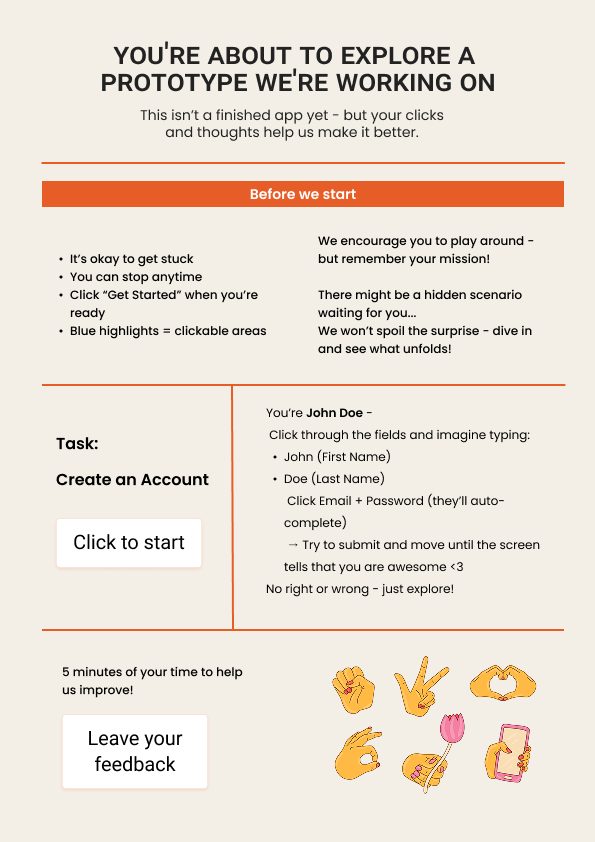 YOU'RE ABOUT TO EXPLORE A
PROTOTYPE WE'RE WORKING ON
This isn't a finished app yet - but your clicks
and thoughts help us make it better.
Before we start
• It's okay to get stuck
• You can stop anytime
• Click “Get Started” when you're
ready
• Blue highlights = clickable areas
We encourage you to play around -
but remember your mission!
There might be a hidden scenario
waiting for you...
We won't spoil the surprise - dive in
and see what unfolds!
Task:
Create an Account
Click to start
You're John Doe -
Click through the fields and imagine typing:
• John (First Name)
• Doe (Last Name)
Click Email + Password (they'll auto-
complete)
→ Try to submit and move until the screen
tells that you are awesome <3
No right or wrong - just explore!
5 minutes of your time to help
us improve!
Leave your
feedback